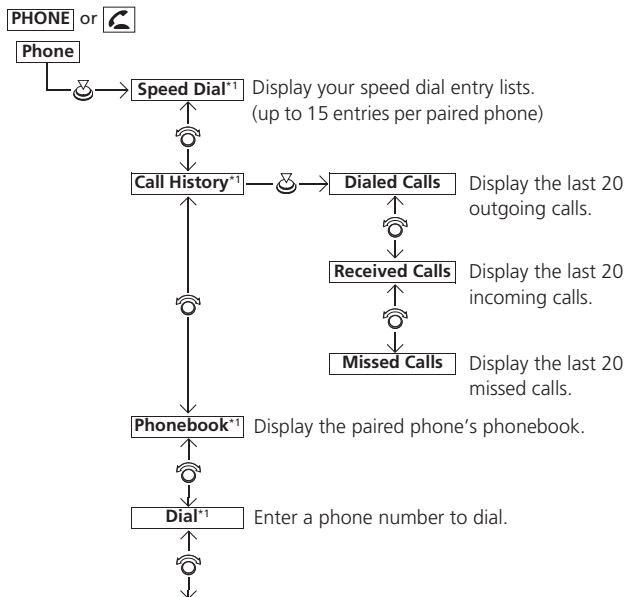 PHONE or
Phone
Speed Dial*1 Display your speed dial entry lists.
(up to 15 entries per paired phone)
Call History*1 Dialed Calls Display the last 20
outgoing calls.
Received Calls Display the last 20
incoming calls.
Missed Calls Display the last 20
missed calls.
Phonebook*1 Display the paired phone's phonebook.
Dial*1 Enter a phone number to dial.